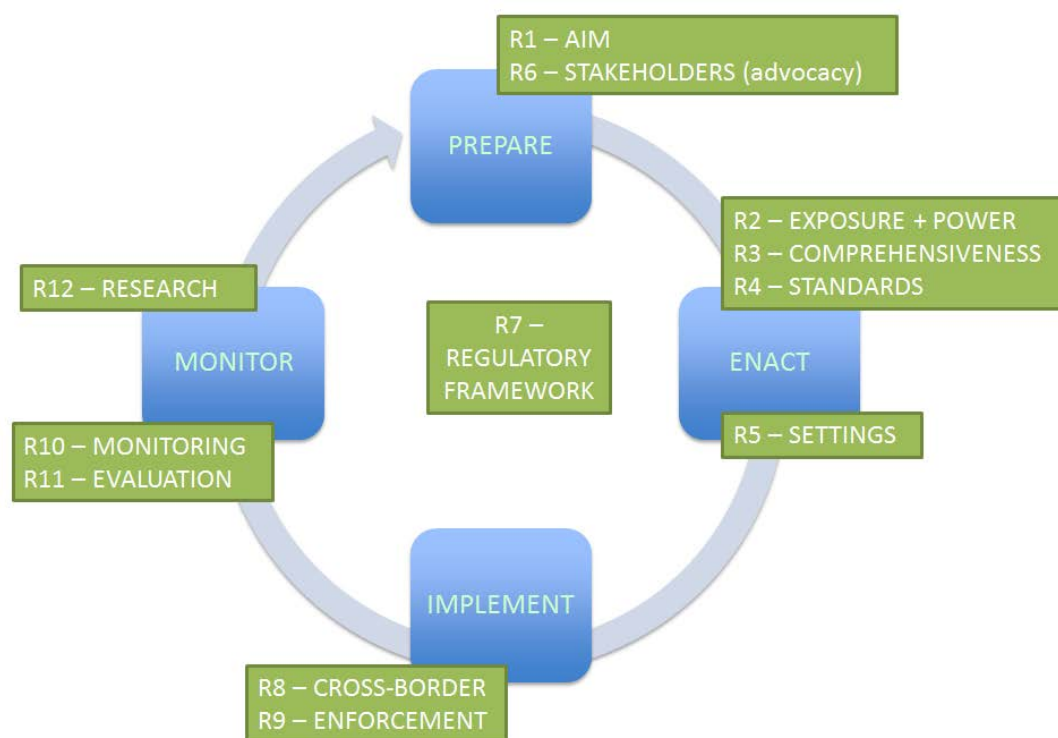 R1 – AIM
R6 – STAKEHOLDERS (advocacy)
PREPARE
R2 – EXPOSURE + POWER
R3 – COMPREHENSIVENESS
R4 – STANDARDS
ENACT
R5 – SETTINGS
R7 –
REGULATORY
FRAMEWORK
R12 – RESEARCH
MONITOR
R10 – MONITORING
R11 – EVALUATION
IMPLEMENT
R8 – CROSS-BORDER
R9 – ENFORCEMENT